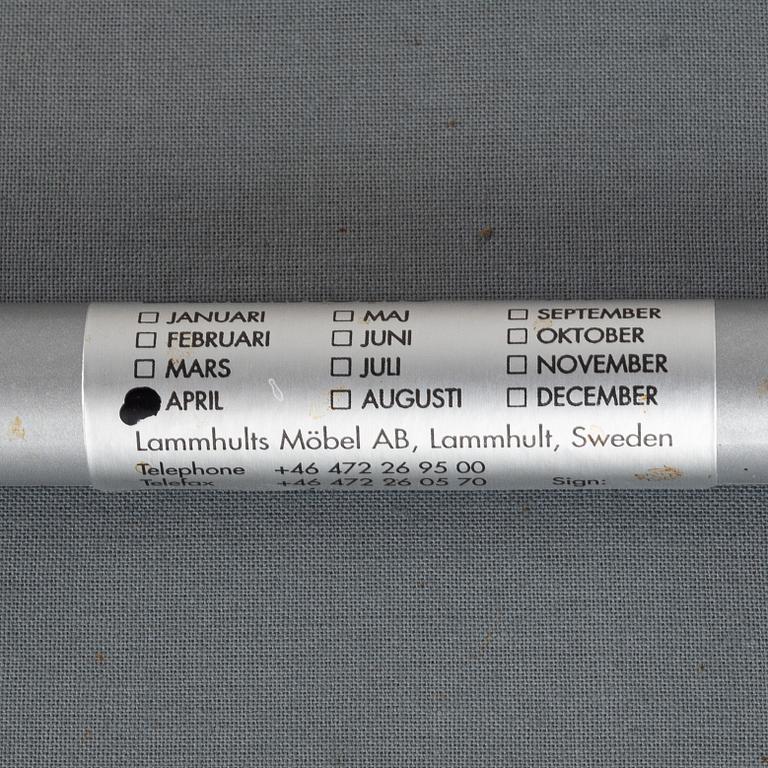 ☐ JANUARI ☐ MAJ ☐ SEPTEMBER
☐ FEBRUARI ☐ JUNI ☐ OKTOBER
☐ MARS ☐ JULI ☐ NOVEMBER
APRIL ☐ AUGUSTI ☐ DECEMBER
Lammhults Möbel AB, Lammhult, Sweden
Telephone +46 472 26 95 00
Telefax +46 472 26 05 70 Sign: